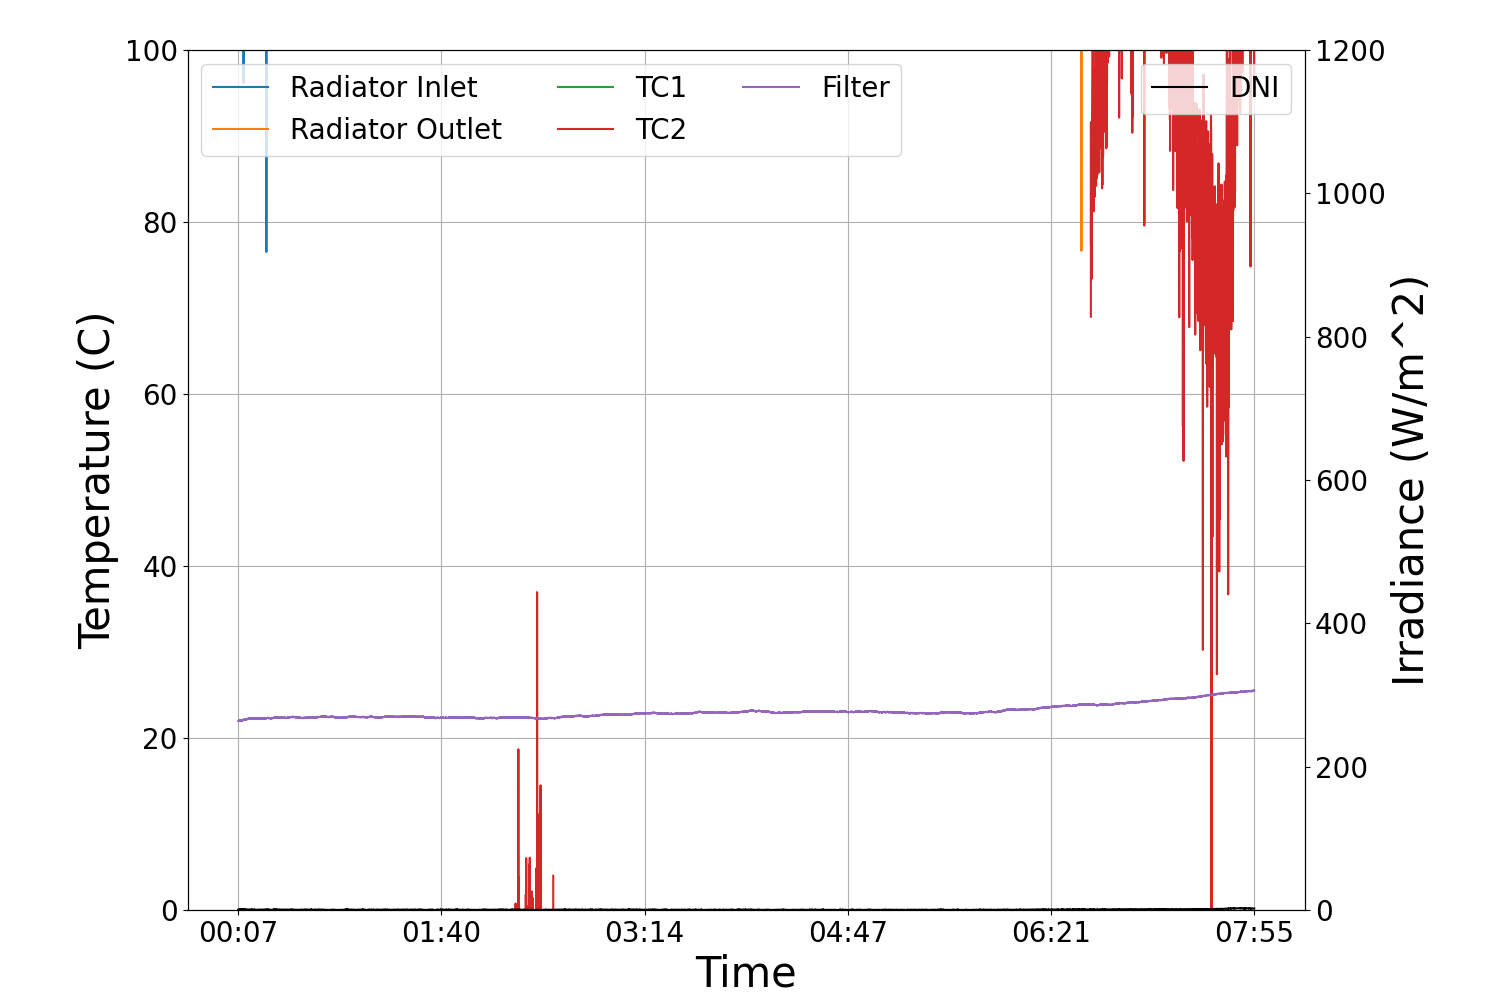 100
80
60
40
20
0
Temperature (C)
Radiator Inlet
Radiator Outlet
TC1
TC2
Filter
DNI
1200
1000
800
600
400
200
0
Irradiance (W/m^2)
00:07 01:40 03:14 04:47 06:21 07:55
Time